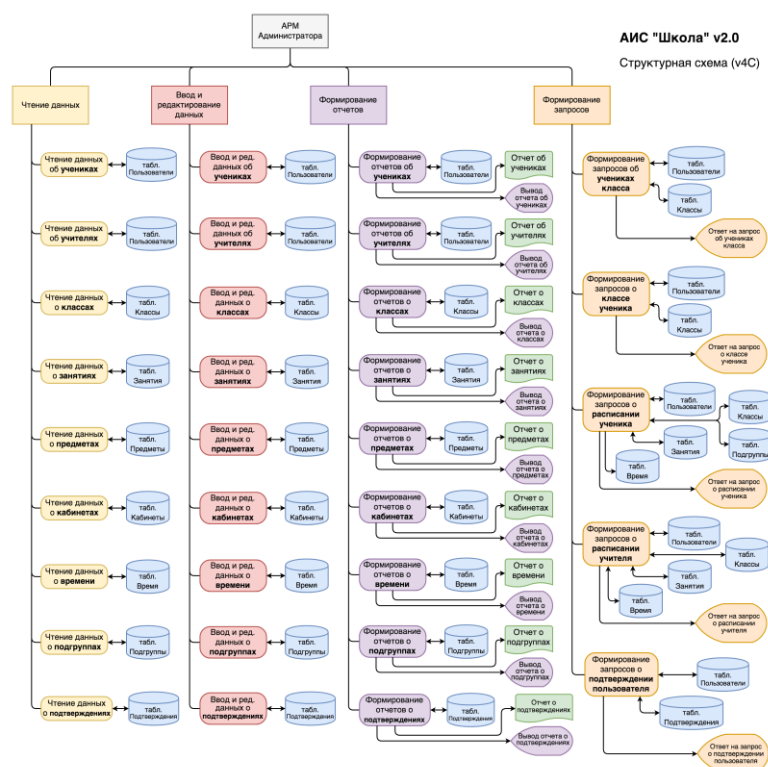 АРМ
Администратора
АИС "Школа" v2.0
Структурная схема (v4C)
Чтение данных
Ввод и
редактирование
данных
Формирование
отчетов
Формирование
запросов
Чтение данных
об учениках
табл.
Пользователи
Ввод и ред.
данных об
учениках
табл.
Пользователи
Формирование
отчетов об
учениках
табл.
Пользователи
Отчет об
учениках
Вывод
отчета об
учениках
Формирование
запросов об
учениках
класса
табл.
Пользователи
табл.
Классы
Ответ на запрос
об учениках
класса
Чтение данных
об учителях
табл.
Пользователи
Ввод и ред.
данных об
учителях
табл.
Пользователи
Формирование
отчетов об
учителях
табл.
Пользователи
Отчет об
учителях
Вывод
отчета об
учителях
Чтение данных
о классах
табл.
Классы
Ввод и ред.
данных о
классах
табл.
Классы
Формирование
отчетов о
классах
табл.
Классы
Отчет о
классах
Вывод
отчета о
классах
Формирование
запросов о
классе
ученика
табл.
Пользователи
табл.
Классы
Ответ на запрос
о классе
ученика
Чтение данных
о занятиях
табл.
Занятия
Ввод и ред.
данных о
занятиях
табл.
Занятия
Формирование
отчетов о
занятиях
табл.
Занятия
Отчет о
занятиях
Вывод
отчета о
занятиях
Формирование
запросов о
расписании
ученика
табл.
Пользователи
табл.
Классы
табл.
Занятия
табл.
Подгруппы
табл.
Время
Ответ на запрос
о расписании
ученика
Чтение данных
о предметах
табл.
Предметы
Ввод и ред.
данных о
предметах
табл.
Предметы
Формирование
отчетов о
предметах
табл.
Предметы
Отчет о
предметах
Вывод
отчета о
предметах
Чтение данных
о кабинетах
табл.
Кабинеты
Ввод и ред.
данных о
кабинетах
табл.
Кабинеты
Формирование
отчетов о
кабинетах
табл.
Кабинеты
Отчет о
кабинетах
Вывод
отчета о
кабинетах
Формирование
запросов о
расписании
учителя
табл.
Пользователи
табл.
Классы
табл.
Занятия
табл.
Время
Ответ на запрос
о расписании
учителя
Чтение данных
о времени
табл.
Время
Ввод и ред.
данных о
времени
табл.
Время
Формирование
отчетов о
времени
табл.
Время
Отчет о
времени
Вывод
отчета о
времени
Чтение данных
о подгруппах
табл.
Подгруппы
Ввод и ред.
данных о
подгруппах
табл.
Подгруппы
Формирование
отчетов о
подгруппах
табл.
Подгруппы
Отчет о
подгруппах
Вывод
отчета о
подгруппах
Формирование
запросов о
подтверждении
пользователя
табл.
Пользователи
табл.
Подтверждения
Ответ на запрос
о подтверждении
пользователя
Чтение данных
о подтверждениях
табл.
Подтверждения
Ввод и ред.
данных о
подтверждениях
табл.
Подтверждения
Формирование
отчетов о
подтверждениях
табл.
Подтверждения
Отчет о
подтверждениях
Вывод отчета о
подтверждениях